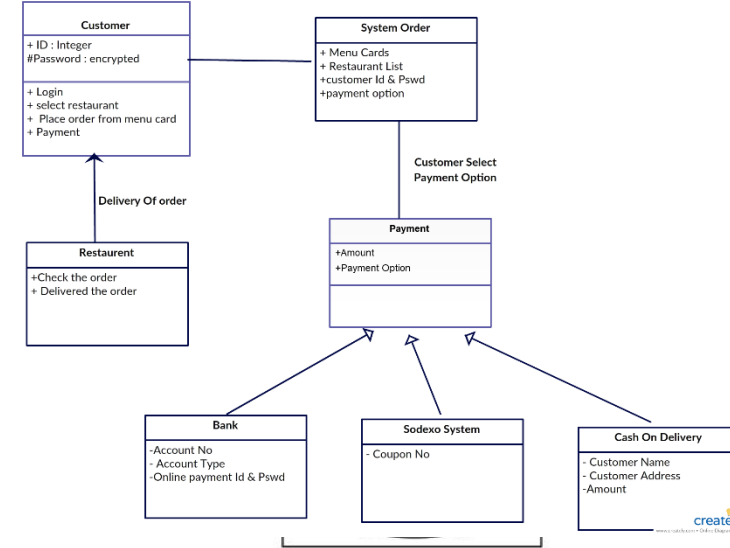 Customer
+ ID : Integer
#Password : encrypted
+ Login
+ select restaurant
+ Place order from menu card
+ Payment
System Order
+ Menu Cards
+ Restaurant List
+customer Id & Pswd
+payment option
Customer Select
Payment Option
Delivery Of order
Restaurent
+Check the order
+ Delivered the order
Payment
+Amount
+Payment Option
Bank
-Account No
- Account Type
-Online payment Id & Pswd
Sodexo System
- Coupon No
Cash On Delivery
- Customer Name
- Customer Address
-Amount
create